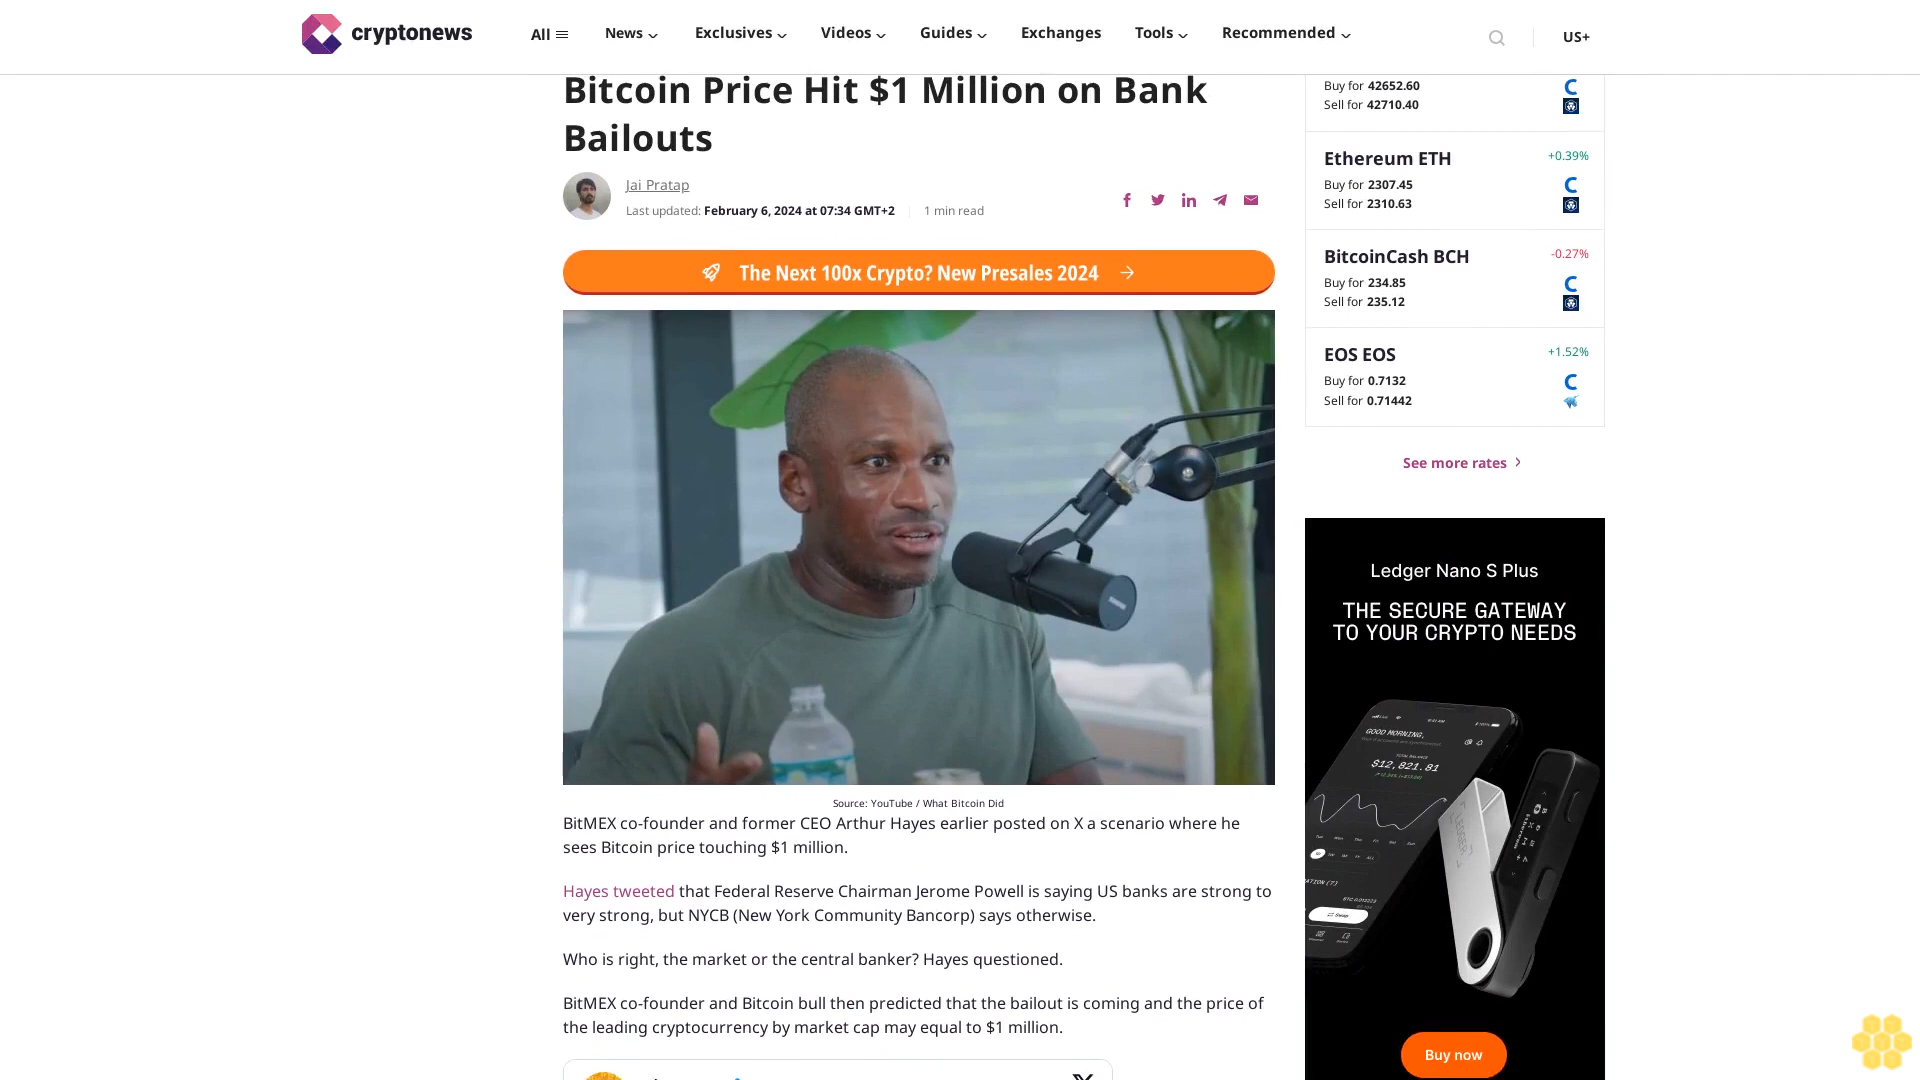 cryptonews
All
News
Exclusives
Videos
Guides
Exchanges
Tools
Recommended
US+
Bitcoin Price Hit $1 Million on Bank
Bailouts
Jai Pratap
Last updated: February 6, 2024 at 07:34 GMT+2
1 min read
The Next 100x Crypto? New Presales 2024
Source: YouTube / What Bitcoin Did
BitMEX co-founder and former CEO Arthur Hayes earlier posted on X a scenario where he
sees Bitcoin price touching $1 million.
Hayes tweeted that Federal Reserve Chairman Jerome Powell is saying US banks are strong to
very strong, but NYCB (New York Community Bancorp) says otherwise.
Who is right, the market or the central banker? Hayes questioned.
BitMEX co-founder and Bitcoin bull then predicted that the bailout is coming and the price of
the leading cryptocurrency by market cap may equal to $1 million.
Buy for 42652.60
Sell for 42710.40
Ethereum ETH
+0.39%
Buy for 2307.45
Sell for 2310.63
BitcoinCash BCH
-0.27%
Buy for 234.85
Sell for 235.12
EOS EOS
+1.52%
Buy for 0.7132
Sell for 0.71442
See more rates
Ledger Nano S Plus
THE SECURE GATEWAY
TO YOUR CRYPTO NEEDS
GOOD MORNING,
TOTAL BALANCE
$12,821.81
LEDGER
Swap
Buy now